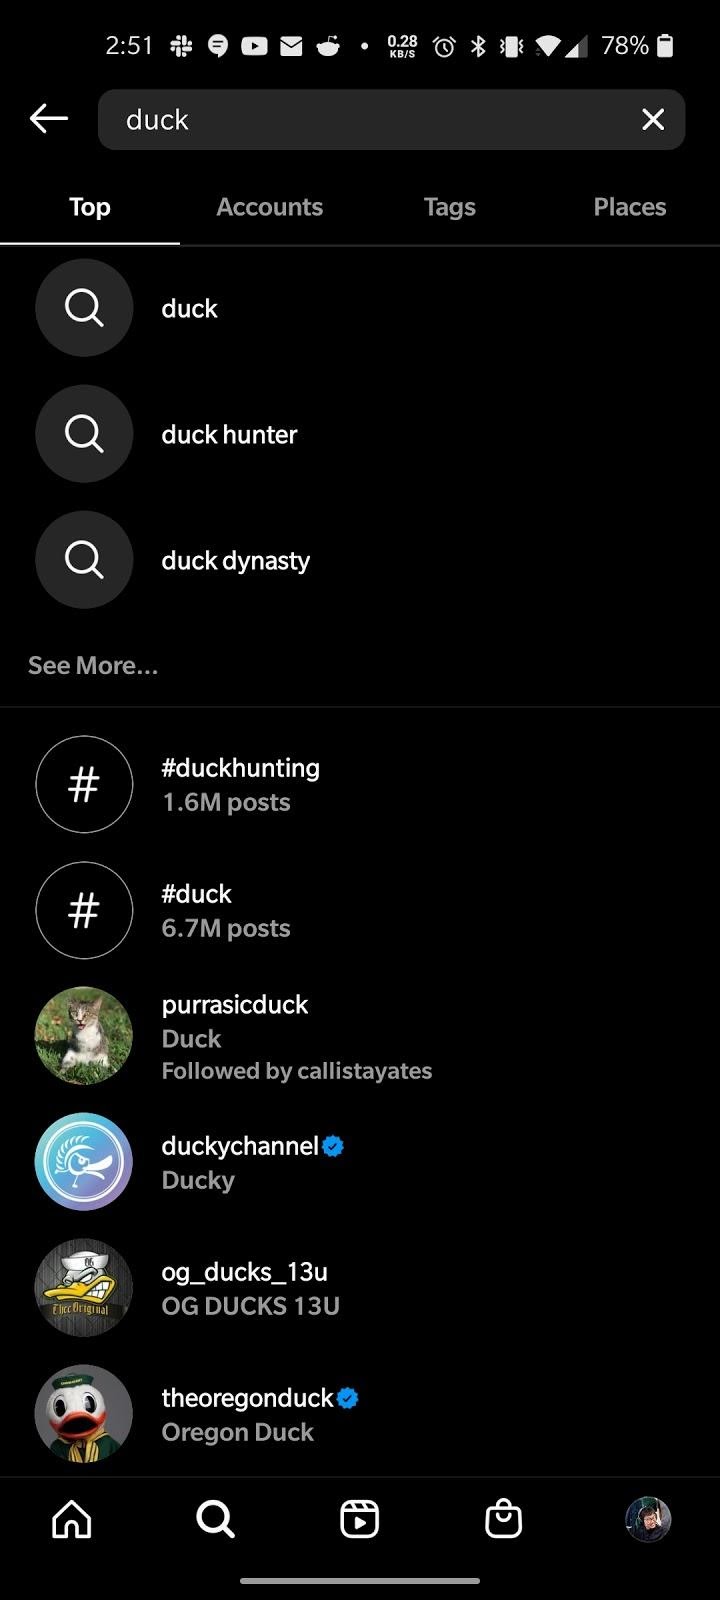 2:51 0.28 KB/S 78%
duck
Top Accounts Tags Places
duck
duck hunter
duck dynasty
See More...
#duckhunting
1.6M posts
#duck
6.7M posts
purrasicduck
Duck
Followed by callistayates
duckychannel
Ducky
OG
Thee Original
og_ducks_13u
OG DUCKS 13U
theoregonduck
Oregon Duck